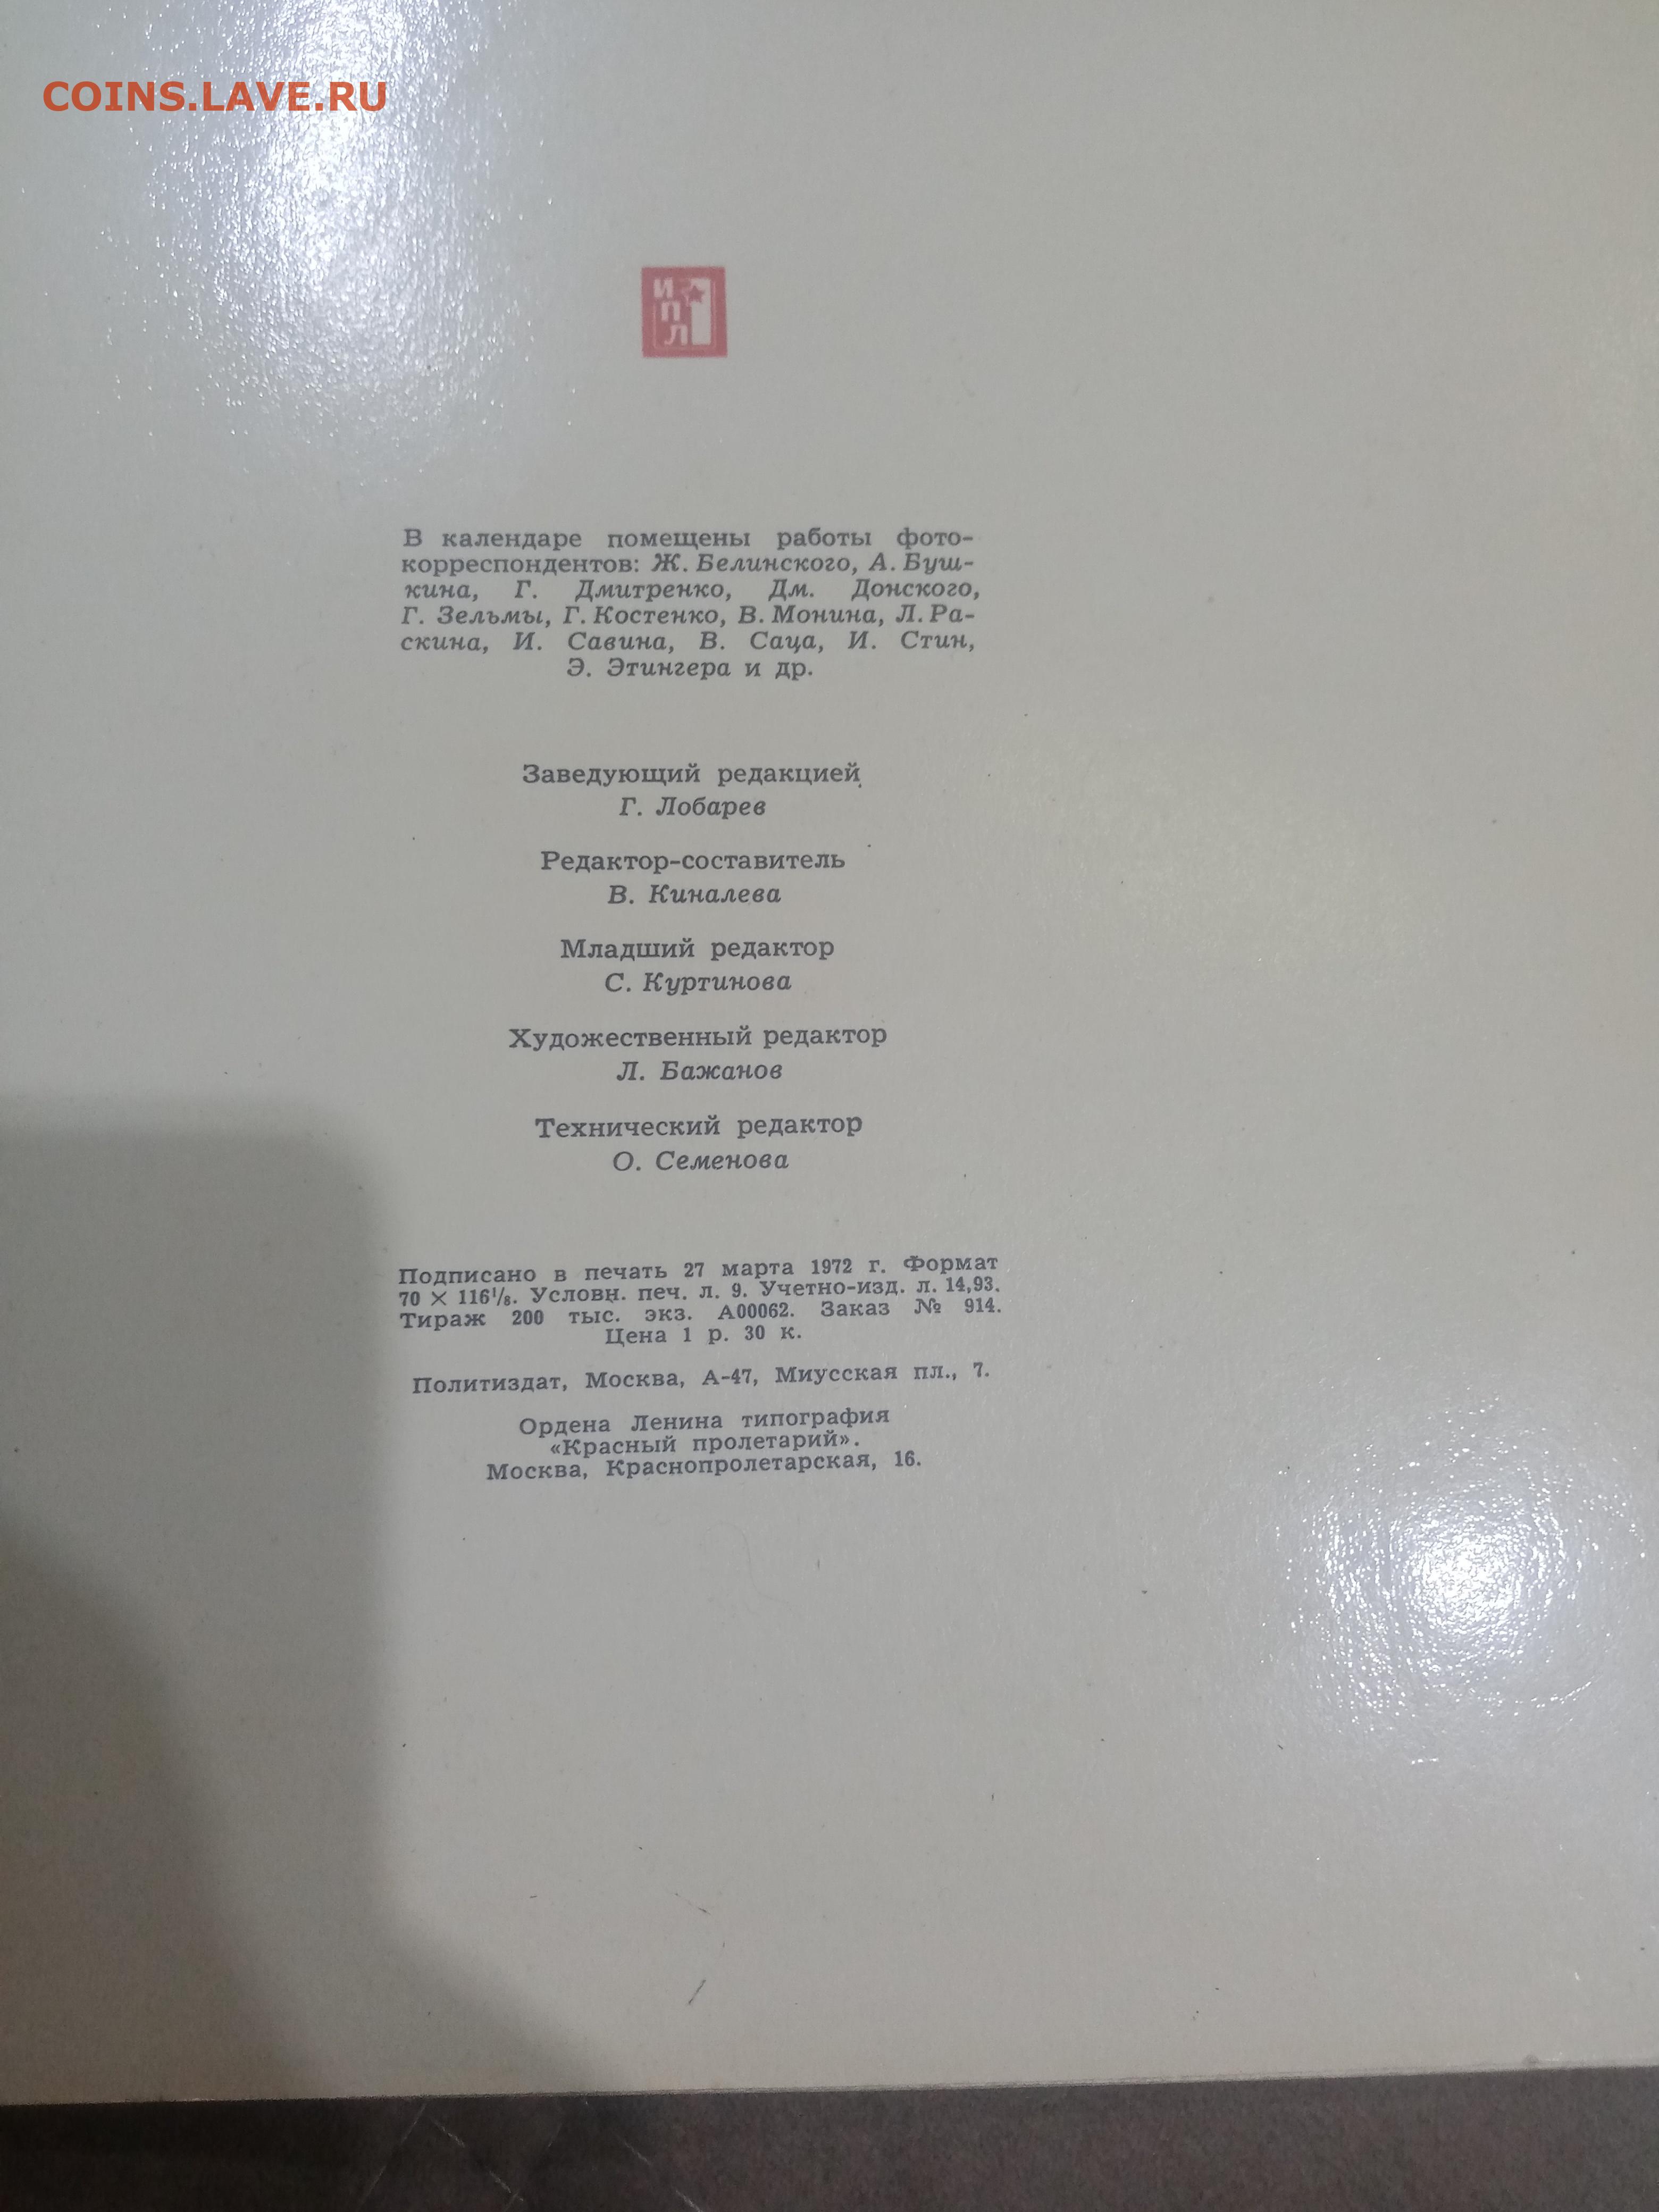 COINS.LAVE.RU
И
П
Л
В календаре помещены работы фото-
корреспондентов: Ж. Белинского, А. Буш-
кина, Г. Дмитренко, Дм. Донского,
Г. Зельмы, Г. Костенко, В. Монина, Л. Ра-
скина, И. Савина, В. Саца, И. Стин,
Э. Этингера и др.
Заведующий редакцией
Г. Лобарев
Редактор-составитель
В. Киналева
Младший редактор
С. Куртинова
Художественный редактор
Л. Бажанов
Технический редактор
О. Семенова
Подписано в печать 27 марта 1972 г. Формат
70 × 116¹/₈. Условн. печ. л. 9. Учетно-изд. л. 14,93.
Тираж 200 тыс. экз. А00062. Заказ № 914.
Цена 1 р. 30 к.
Политиздат, Москва, А-47, Миусская пл., 7.
Ордена Ленина типография
«Красный пролетарий».
Москва, Краснопролетарская, 16.